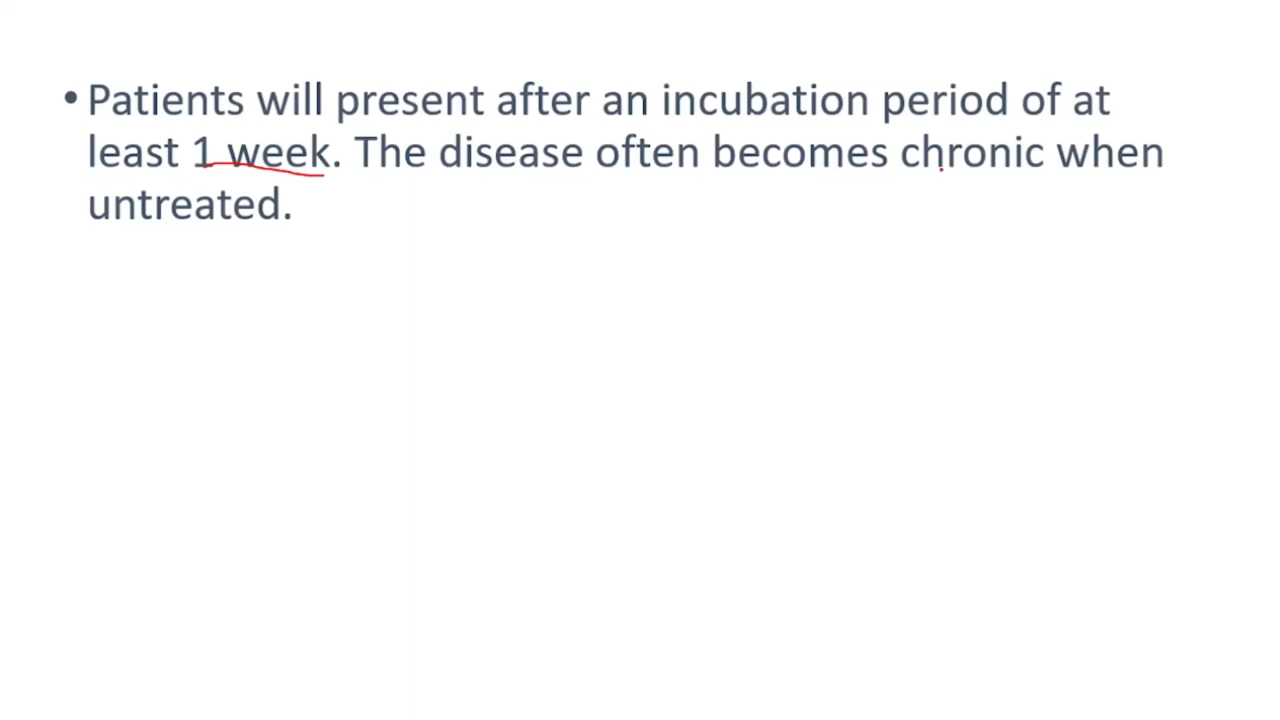 • Patients will present after an incubation period of at
least 1 week. The disease often becomes chronic when
untreated.